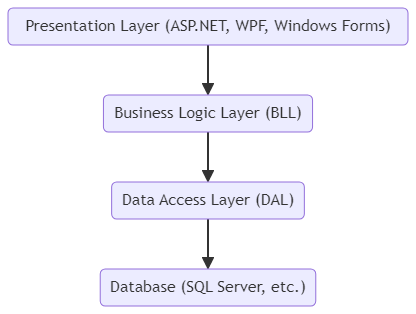 Presentation Layer (ASP.NET, WPF, Windows Forms)
Business Logic Layer (BLL)
Data Access Layer (DAL)
Database (SQL Server, etc.)